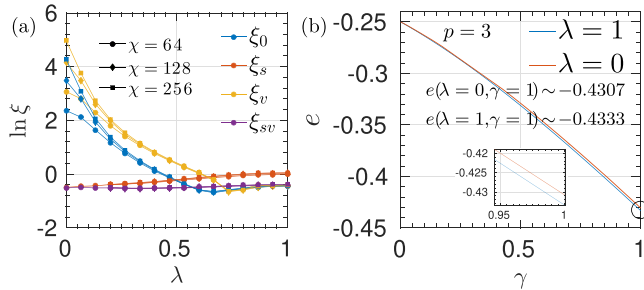 (a)
6
4
2
0
-2
ln ξ
0
0.5
1
λ
χ = 64
χ = 128
χ = 256
ξ0
ξs
ξv
ξsv
(b)
-0.25
-0.3
-0.35
-0.4
-0.45
e
0
0.5
1
γ
p = 3
λ = 1
λ = 0
e(λ = 0,γ = 1)∼−0.4307
e(λ = 1,γ = 1)∼−0.4333
-0.42
-0.425
-0.43
0.95
1